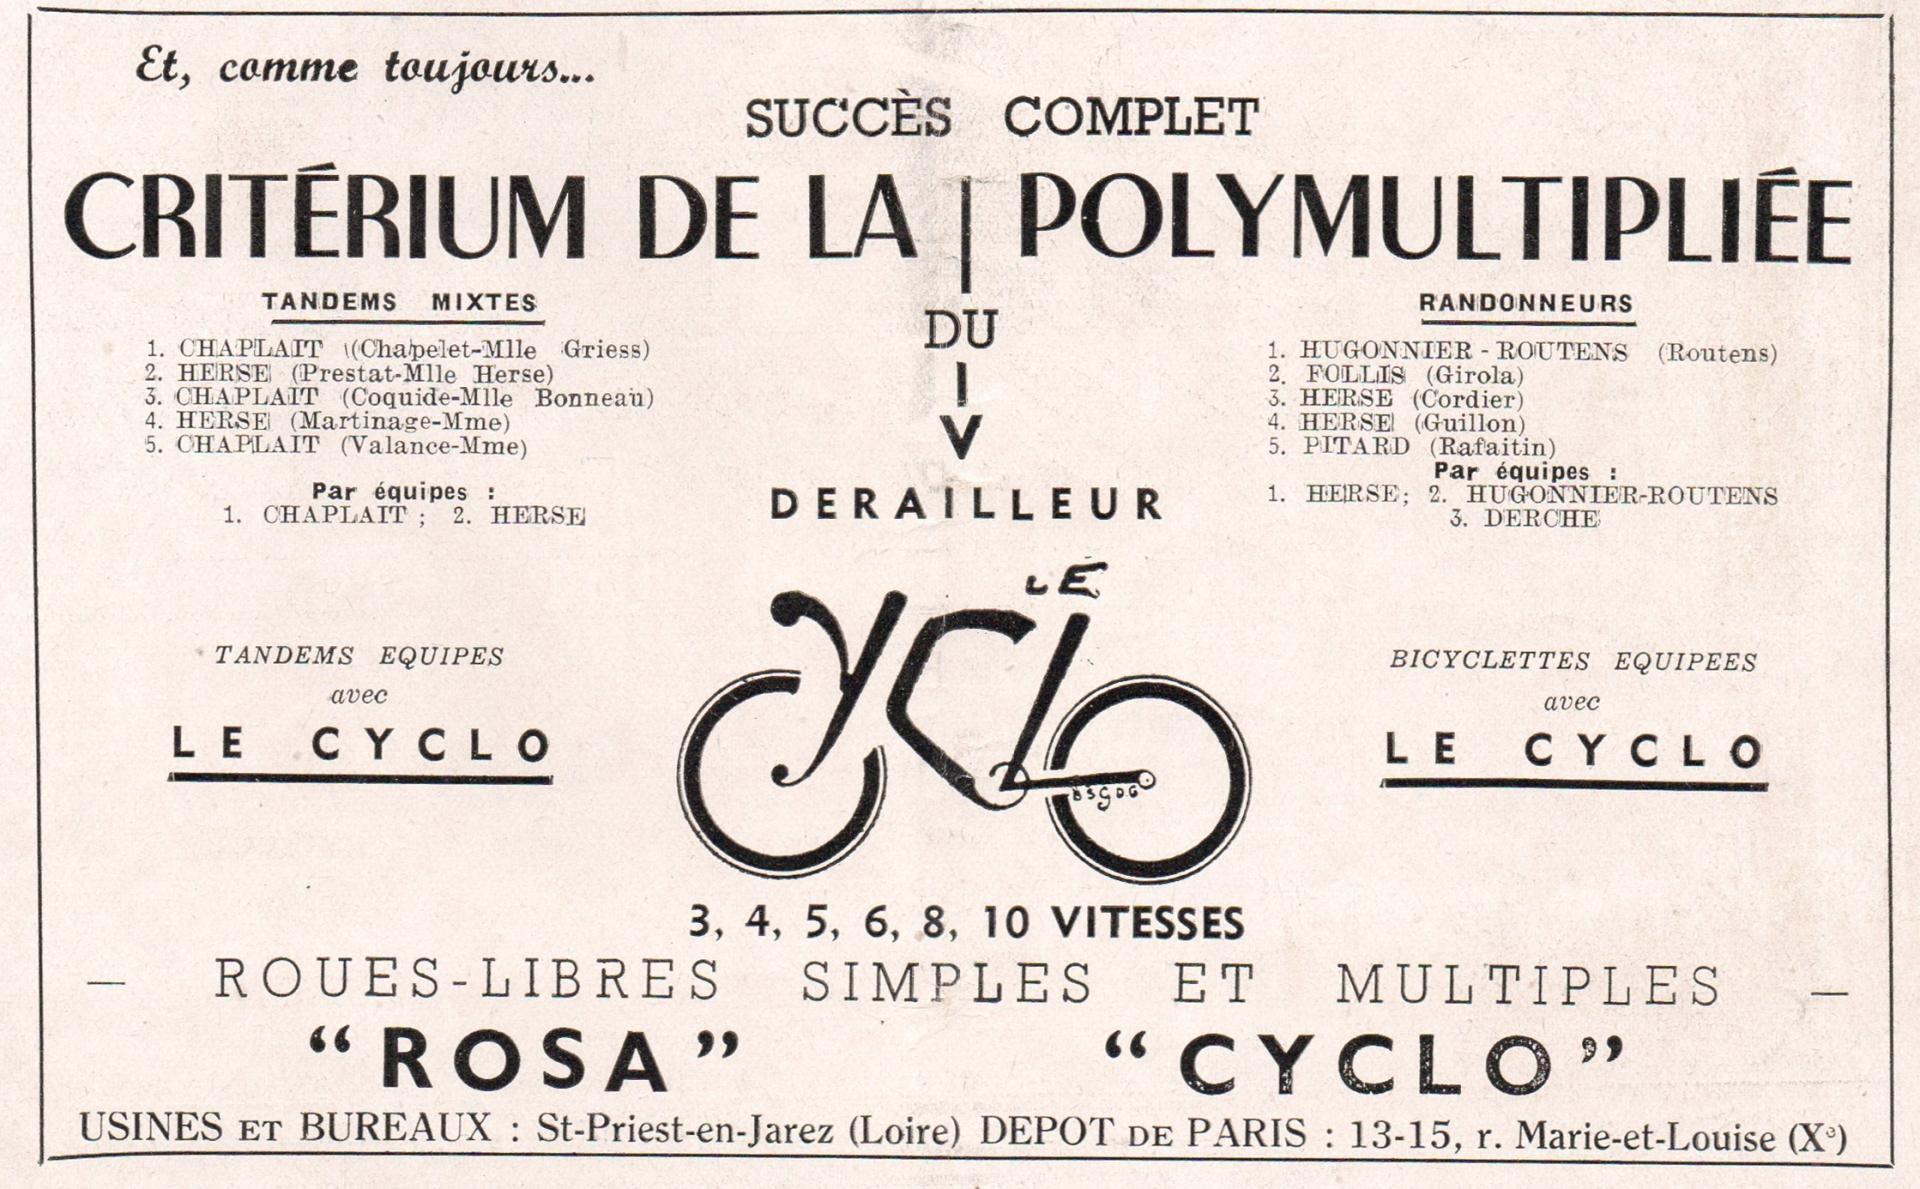 Et, comme toujours...
SUCCÈS COMPLET
CRITÉRIUM DE LA POLYMULTIPLIÉE
DU
DERAILLEUR
TANDEMS MIXTES
1. CHAPLAIT (Chapelet-Mlle Griess)
2. HERSE (Prestat-Mlle Herse)
3. CHAPLAIT (Coquide-Mlle Bonneau)
4. HERSE (Martinage-Mme)
5. CHAPLAIT (Valance-Mme)
Par équipes :
1. CHAPLAIT ; 2. HERSE
RANDONNEURS
1. HUGONNIER - ROUTENS (Routens)
2. FOLLIS (Girola)
3. HERSE (Cordier)
4. HERSE (Guillon)
5. PITARD (Rafaitin)
Par équipes :
1. HERSE; 2. HUGONNIER-ROUTENS
3. DERCHE
TANDEMS EQUIPES
avec
LE CYCLO
LE
CYCLO
BSGDG
BICYCLETTES EQUIPEES
avec
LE CYCLO
3, 4, 5, 6, 8, 10 VITESSES
— ROUES-LIBRES SIMPLES ET MULTIPLES —
“ROSA” “CYCLO”
USINES ET BUREAUX : St-Priest-en-Jarez (Loire) DEPOT DE PARIS : 13-15, r. Marie-et-Louise (Xe)